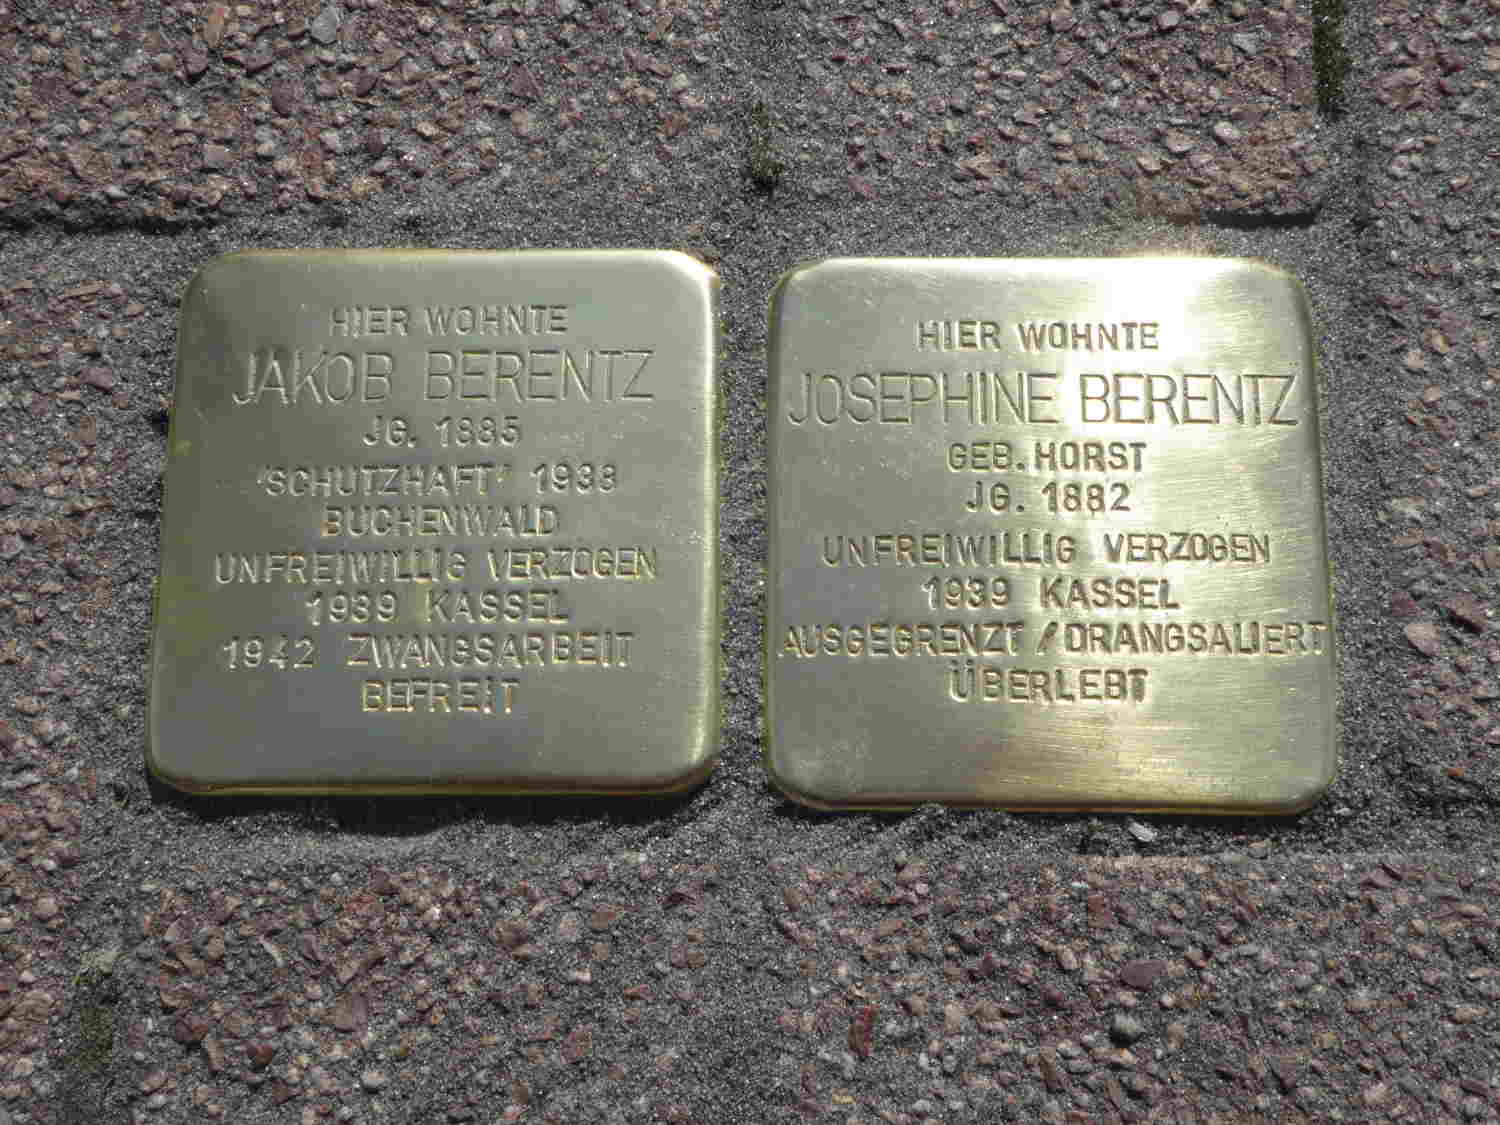 HIER WOHNTE
JAKOB BERENTZ
JG. 1885
'SCHUTZHAFT' 1938
BUCHENWALD
UNFREIWILLIG VERZOGEN
1939 KASSEL
1942 ZWANGSARBEIT
BEFREIT
HIER WOHNTE
JOSEPHINE BERENTZ
GEB. HORST
JG. 1882
UNFREIWILLIG VERZOGEN
1939 KASSEL
AUSGEGRENZT / DRANGSALIERT
ÜBERLEBT